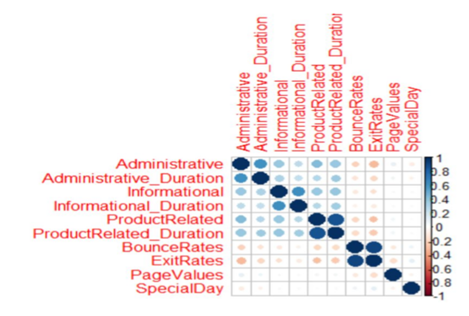 Administrative
Administrative_Duration
Informational
Informational_Duration
ProductRelated
ProductRelated_Duration
BounceRates
ExitRates
PageValues
SpecialDay
Administrative
Administrative_Duration
Informational
Informational_Duration
ProductRelated
ProductRelated_Duration
BounceRates
ExitRates
PageValues
SpecialDay
1
0.8
0.6
0.4
0.2
0
-0.2
-0.4
-0.6
-0.8
-1